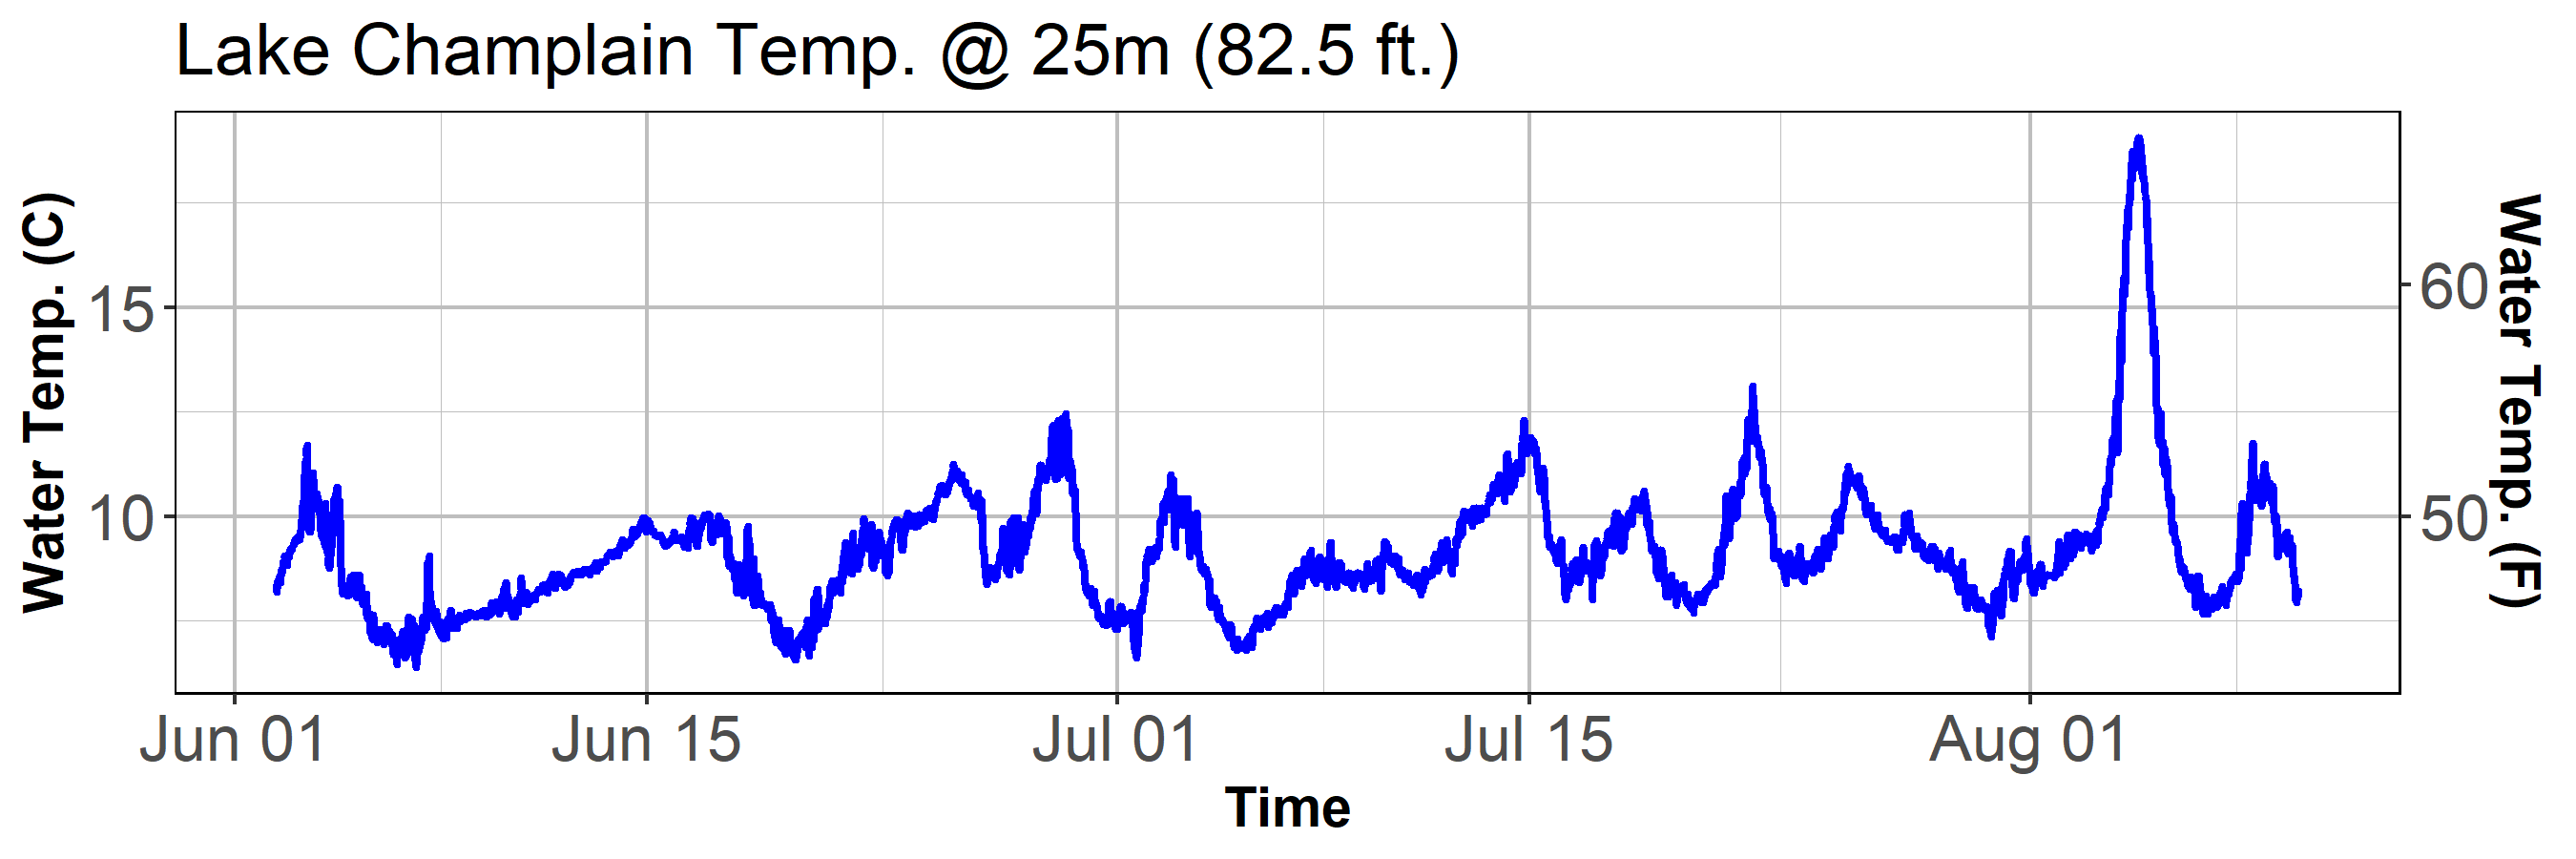 Lake Champlain Temp. @ 25m (82.5 ft.)
Water Temp. (C)
15
10
60
50
Water Temp. (F)
Jun 01
Jun 15
Jul 01
Jul 15
Aug 01
Time